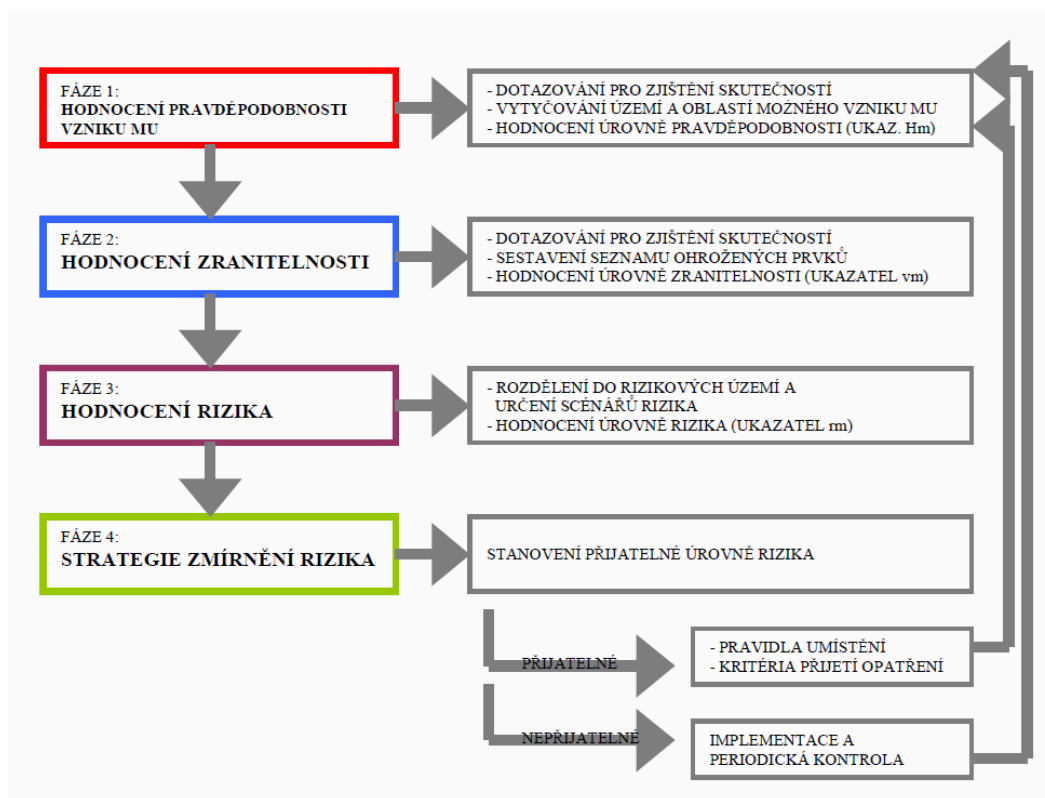 FÁZE 1:
HODNOCENÍ PRAVDĚPODOBNOSTI
VZNIKU MU
- DOTAZOVÁNÍ PRO ZJIŠTĚNÍ SKUTEČNOSTÍ
- VYTYČOVÁNÍ ÚZEMÍ A OBLASTÍ MOŽNÉHO VZNIKU MU
- HODNOCENÍ ÚROVNĚ PRAVDĚPODOBNOSTI (UKAZ. Hm)
FÁZE 2:
HODNOCENÍ ZRANITELNOSTI
- DOTAZOVÁNÍ PRO ZJIŠTĚNÍ SKUTEČNOSTÍ
- SESTAVENÍ SEZNAMU OHROŽENÝCH PRVKŮ
- HODNOCENÍ ÚROVNĚ ZRANITELNOSTI (UKAZATEL vm)
FÁZE 3:
HODNOCENÍ RIZIKA
- ROZDĚLENÍ DO RIZIKOVÝCH ÚZEMÍ A
URČENÍ SCÉNÁŘŮ RIZIKA
- HODNOCENÍ ÚROVNĚ RIZIKA (UKAZATEL rm)
FÁZE 4:
STRATEGIE ZMÍRNĚNÍ RIZIKA
STANOVENÍ PŘIJATELNÉ ÚROVNĚ RIZIKA
PŘIJATELNÉ
- PRAVIDLA UMÍSTĚNÍ
- KRITÉRIA PŘIJETÍ OPATŘENÍ
NEPŘIJATELNÉ
IMPLEMENTACE A
PERIODICKÁ KONTROLA